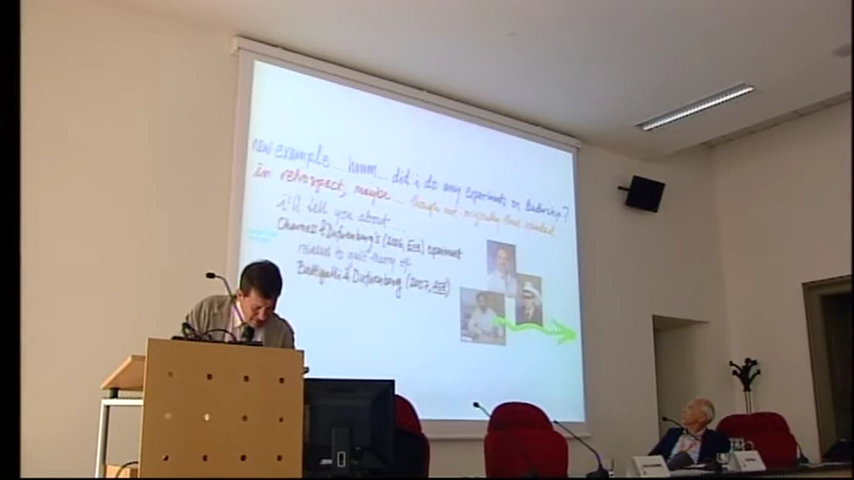 new example... hmm... did i do any experiments on leadership?
in retrospect, maybe... though not originally thus intended
i'll tell you about...
Charness & Dufwenberg's (2006, Ecta) experiment
related to guilt theory of
Battigalli & Dufwenberg (2007, AER)